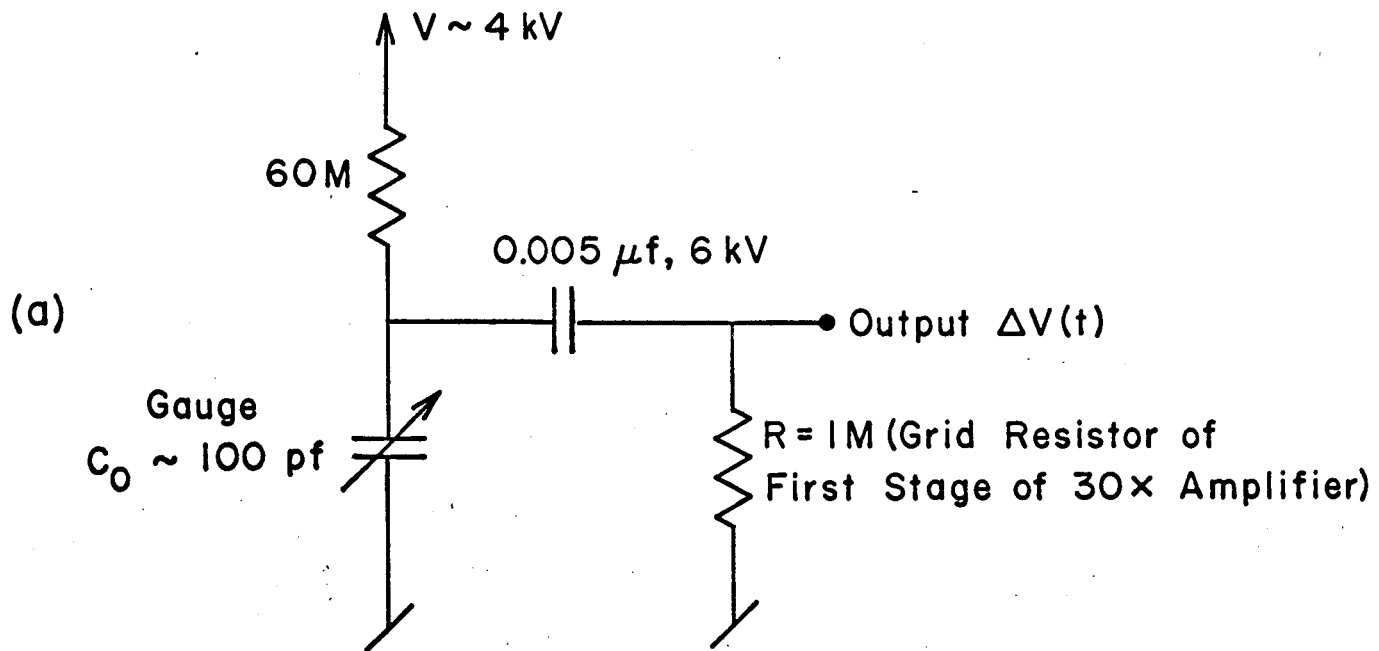 V ~ 4 kV
60M
0.005 μf, 6 kV
(a)
Output ΔV(t)
Gauge
C₀ ~ 100 pf
R = 1M (Grid Resistor of
First Stage of 30× Amplifier)